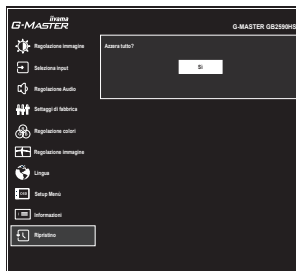 iiyama
G-MASTER
G-MASTER GB2590HS
Regolazione immagine
Azzera tutto?
Sì
Seleziona input
Regolazione Audio
Settaggi di fabbrica
Regolazione colori
Regolazione immagine
Lingua
OSD
Setup Menù
Informazioni
Ripristino